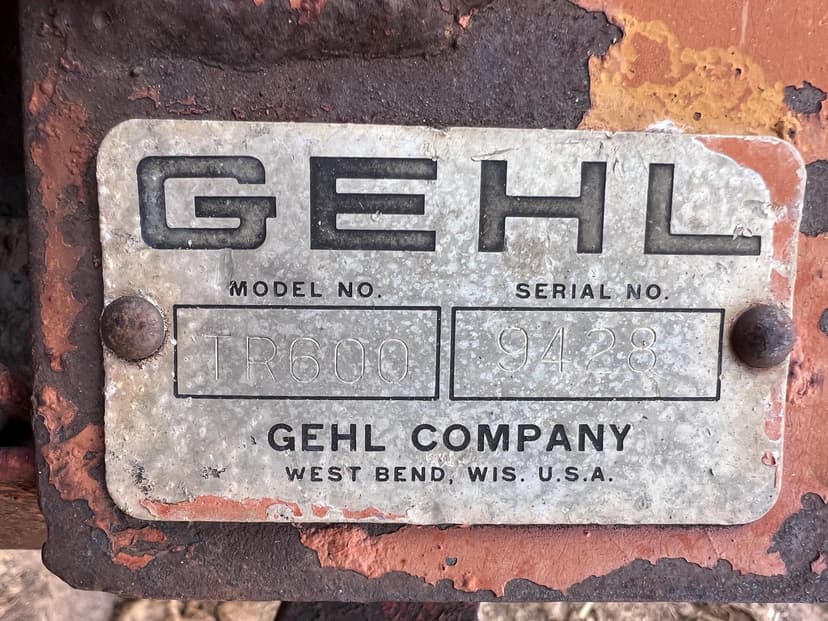 GEHL
MODEL NO. SERIAL NO.
TR600 9428
GEHL COMPANY
WEST BEND, WIS. U.S.A.